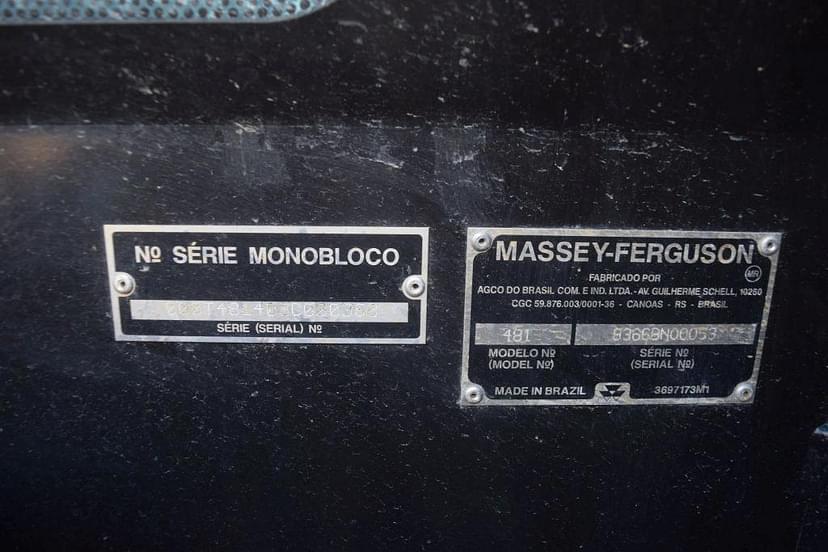 Nº SÉRIE MONOBLOCO
SÉRIE (SERIAL) Nº
MASSEY-FERGUSON
MR
FABRICADO POR
AGCO DO BRASIL COM. E IND. LTDA. - AV. GUILHERME SCHELL, 10260
CGC 59.876.003/0001-36 - CANOAS - RS - BRASIL
481
MODELO Nº
(MODEL Nº)
SÉRIE Nº
(SERIAL Nº)
MADE IN BRAZIL
3697173M1